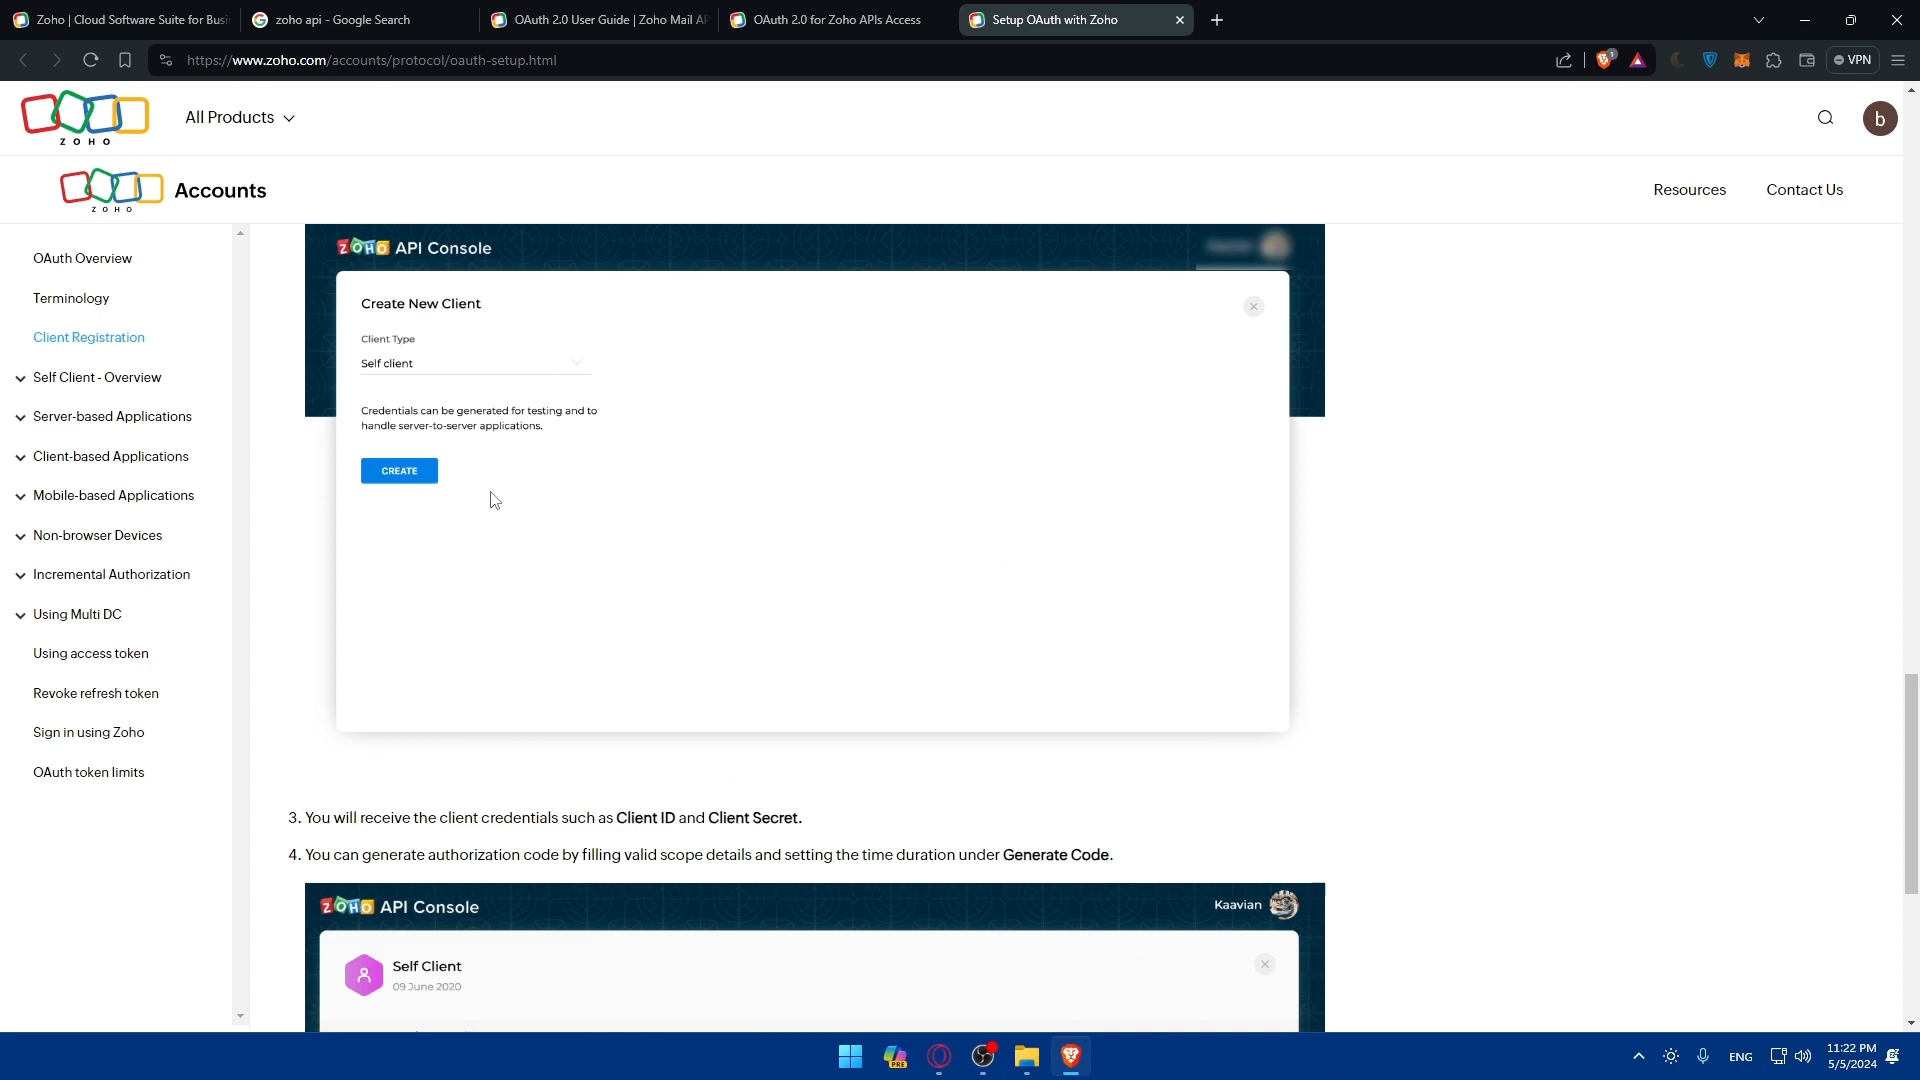 Zoho | Cloud Software Suite for Busi
zoho api - Google Search
OAuth 2.0 User Guide | Zoho Mail AP
OAuth 2.0 for Zoho APIs Access
Setup OAuth with Zoho
https://www.zoho.com/accounts/protocol/oauth-setup.html
1
VPN
ZOHO
All Products
b
ZOHO
Accounts
Resources
Contact Us
OAuth Overview
Terminology
Client Registration
Self Client - Overview
Server-based Applications
Client-based Applications
Mobile-based Applications
Non-browser Devices
Incremental Authorization
Using Multi DC
Using access token
Revoke refresh token
Sign in using Zoho
OAuth token limits
ZOHO API Console
Create New Client
Client Type
Self client
Credentials can be generated for testing and to
handle server-to-server applications.
CREATE
3. You will receive the client credentials such as Client ID and Client Secret.
4. You can generate authorization code by filling valid scope details and setting the time duration under Generate Code.
ZOHO API Console
Kaavian
Self Client
09 June 2020
PRE
ENG
11:22 PM
5/5/2024